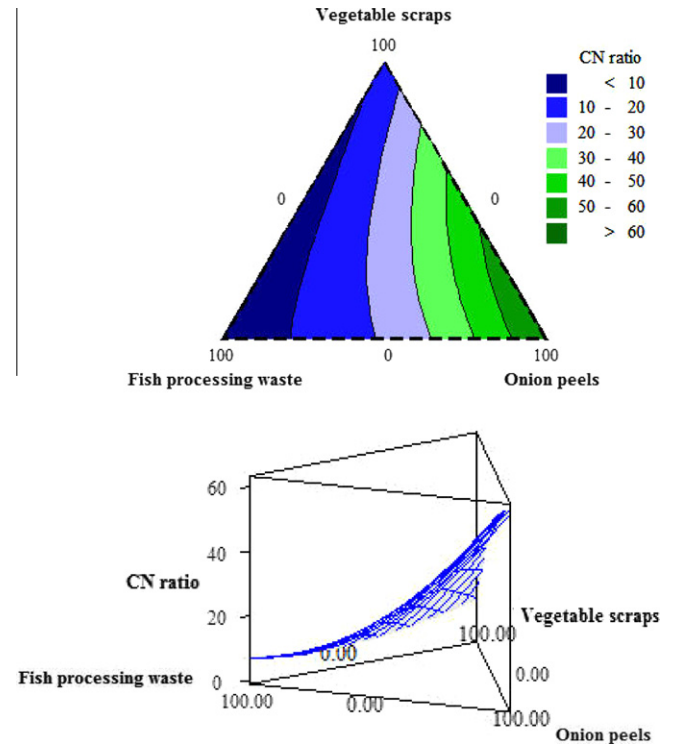 Vegetable scraps
100
CN ratio
< 10
10 - 20
20 - 30
30 - 40
40 - 50
50 - 60
> 60
0
0
100
0
100
Fish processing waste
Onion peels
60
40
CN ratio
20
0
Vegetable scraps
100.00
0.00
0.00
Fish processing waste
100.00
0.00
100.00
Onion peels